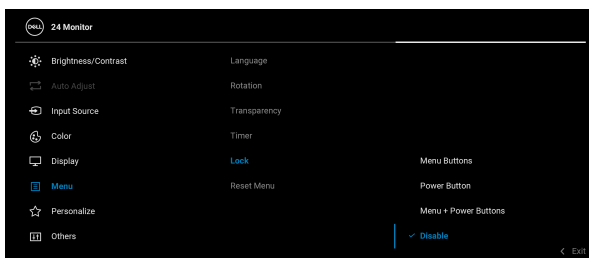 DELL 24 Monitor
Brightness/Contrast Language
Auto Adjust Rotation
Input Source Transparency
Color Timer
Display Lock Menu Buttons
Menu Reset Menu Power Button
Personalize Menu + Power Buttons
Others Disable
Exit